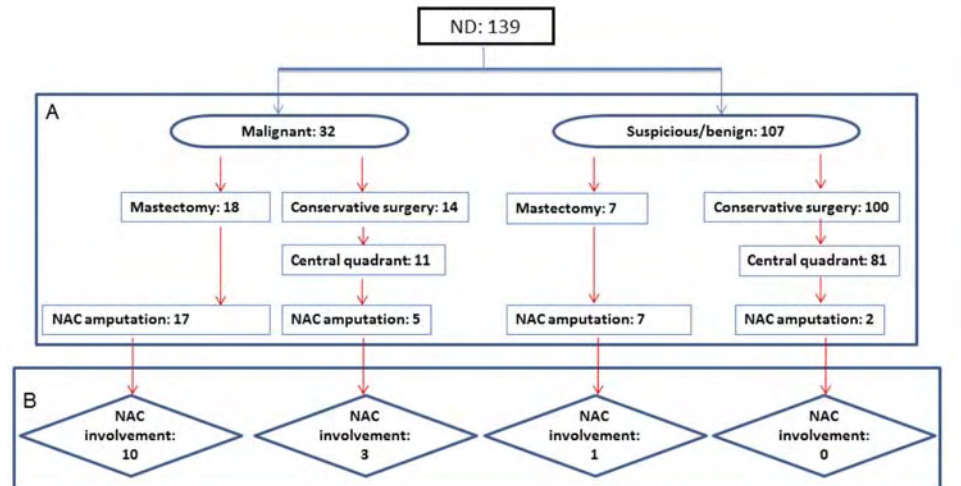 ND: 139
A
Malignant: 32
Suspicious/benign: 107
Mastectomy: 18
Conservative surgery: 14
Mastectomy: 7
Conservative surgery: 100
Central quadrant: 11
Central quadrant: 81
NAC amputation: 17
NAC amputation: 5
NAC amputation: 7
NAC amputation: 2
B
NAC
involvement:
10
NAC
involvement:
3
NAC
involvement:
1
NAC
involvement:
0